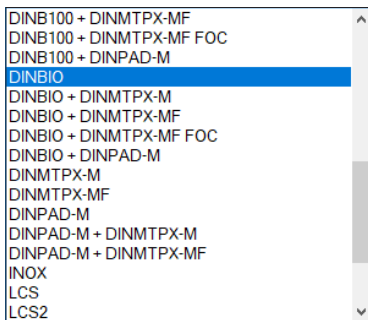 DINB100 + DINMTPX-MF
DINB100 + DINMTPX-MF FOC
DINB100 + DINPAD-M
DINBIO
DINBIO + DINMTPX-M
DINBIO + DINMTPX-MF
DINBIO + DINMTPX-MF FOC
DINBIO + DINPAD-M
DINMTPX-M
DINMTPX-MF
DINPAD-M
DINPAD-M + DINMTPX-M
DINPAD-M + DINMTPX-MF
INOX
LCS
LCS2